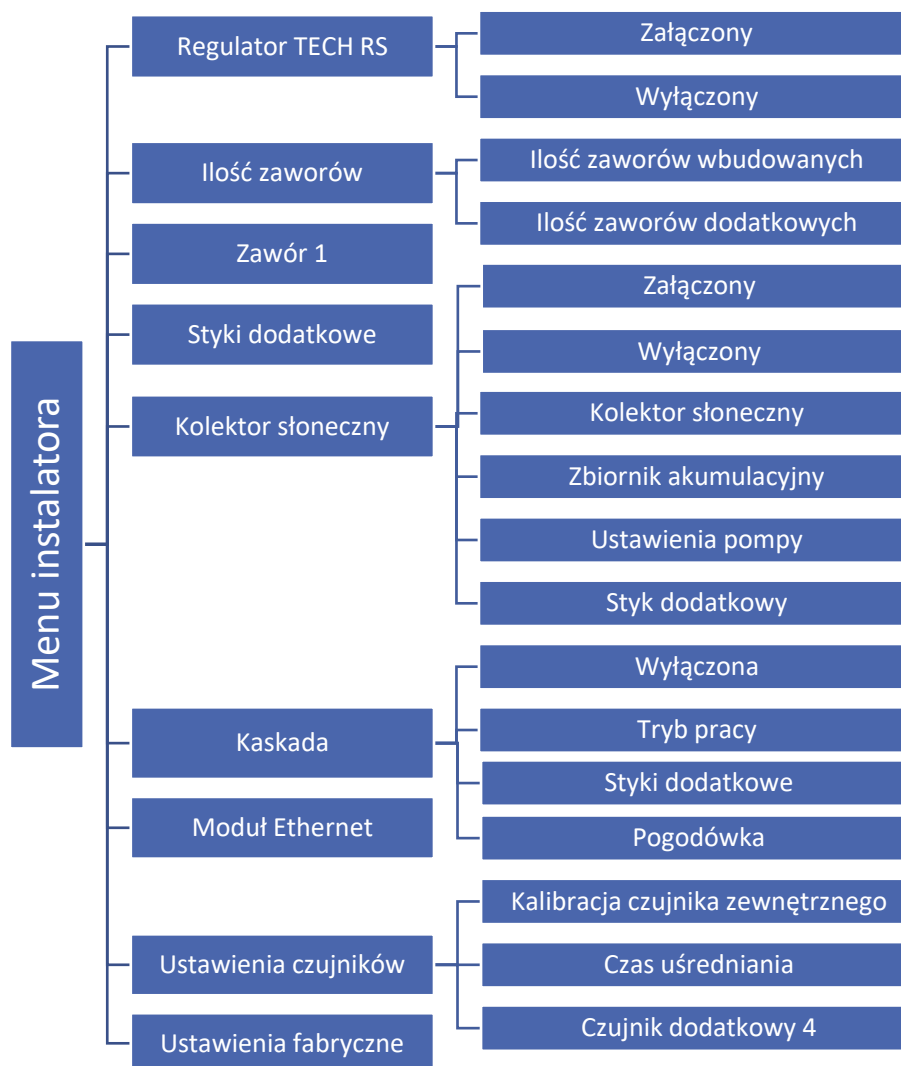 Menu instalatora
Regulator TECH RS
Załączony
Wyłączony
Ilość zaworów
Ilość zaworów wbudowanych
Ilość zaworów dodatkowych
Zawór 1
Styki dodatkowe
Kolektor słoneczny
Załączony
Wyłączony
Kolektor słoneczny
Zbiornik akumulacyjny
Ustawienia pompy
Styk dodatkowy
Kaskada
Wyłączona
Tryb pracy
Styki dodatkowe
Pogodówka
Moduł Ethernet
Ustawienia czujników
Kalibracja czujnika zewnętrznego
Czas uśredniania
Czujnik dodatkowy 4
Ustawienia fabryczne